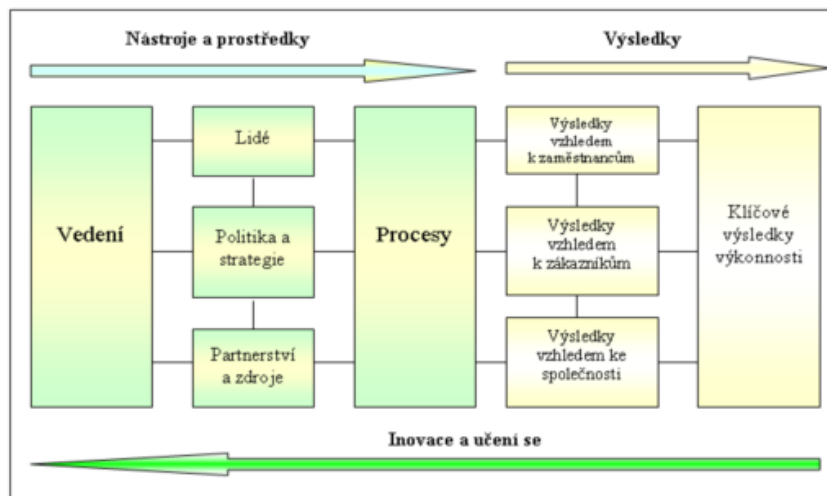 Nástroje a prostředky
Výsledky
Vedení
Lidé
Politika a
strategie
Partnerství
a zdroje
Procesy
Výsledky
vzhledem
k zaměstnancům
Výsledky
vzhledem
k zákazníkům
Výsledky
vzhledem ke
společnosti
Klíčové
výsledky
výkonnosti
Inovace a učení se